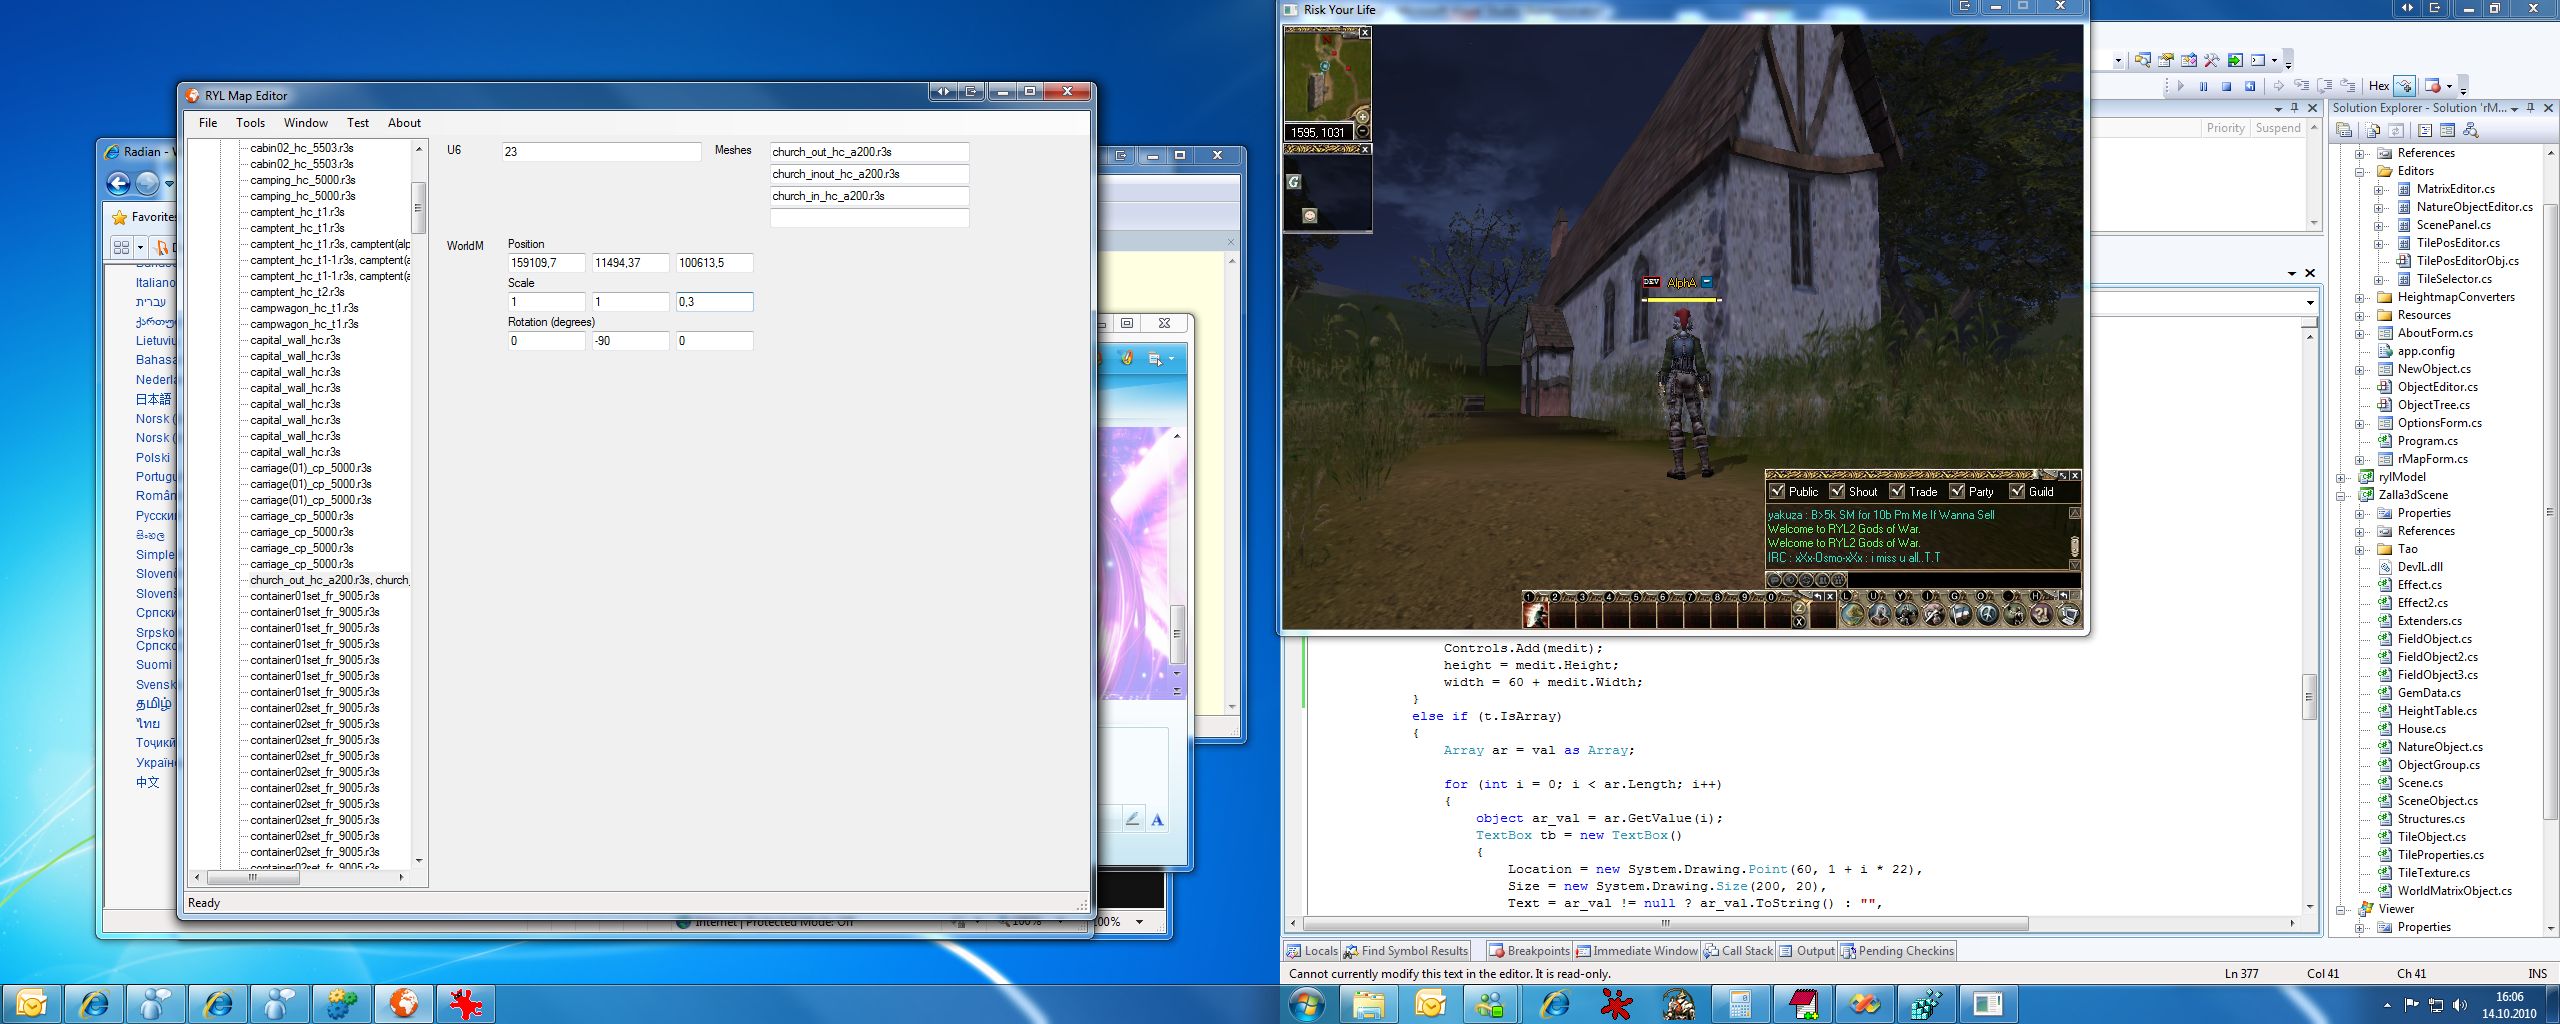 RYL Map Editor
File Tools Window Test About
cabin02_hc_5503.r3s
cabin02_hc_5503.r3s
camping_hc_5000.r3s
camping_hc_5000.r3s
camptent_hc_t1.r3s
camptent_hc_t1.r3s
camptent_hc_t1.r3s, camptent(alp
camptent_hc_t1-1.r3s, camptent(a
camptent_hc_t1-1.r3s, camptent(a
camptent_hc_t2.r3s
campwagon_hc_t1.r3s
campwagon_hc_t1.r3s
capital_wall_hc.r3s
capital_wall_hc.r3s
capital_wall_hc.r3s
capital_wall_hc.r3s
capital_wall_hc.r3s
capital_wall_hc.r3s
capital_wall_hc.r3s
capital_wall_hc.r3s
carriage(01)_cp_5000.r3s
carriage(01)_cp_5000.r3s
carriage(01)_cp_5000.r3s
carriage_cp_5000.r3s
carriage_cp_5000.r3s
carriage_cp_5000.r3s
carriage_cp_5000.r3s
church_out_hc_a200.r3s, church_
container01set_fr_9005.r3s
container01set_fr_9005.r3s
container01set_fr_9005.r3s
container01set_fr_9005.r3s
container01set_fr_9005.r3s
container01set_fr_9005.r3s
container01set_fr_9005.r3s
container02set_fr_9005.r3s
container02set_fr_9005.r3s
container02set_fr_9005.r3s
container02set_fr_9005.r3s
container02set_fr_9005.r3s
container02set_fr_9005.r3s
container02set_fr_9005.r3s
container02set_fr_9005.r3s
container02set_fr_9005.r3s
container02set_fr_9005.r3s
container02set_fr_9005.r3s
U6 23
Meshes church_out_hc_a200.r3s
church_inout_hc_a200.r3s
church_in_hc_a200.r3s
WorldM Position
159109,7 11494,37 100613,5
Scale
1 1 0,3
Rotation (degrees)
0 -90 0
Ready
Radian - W
Favorites
Italiano
עברית
ქართულ
Lietuviu
Bahasa
Nederla
日本語
Norsk (
Norsk (
Polski
Portugu
Român
Русски
සිංහල
Simple
Sloven
Sloven
Српски
Srpsko
Српско
Suomi
Svensk
தமிழ்
ไทย
Тоҷикӣ
Україн
中文
Internet | Protected Mode: Off
100%
Risk Your Life
1595, 1031
G
DEV AlphA
Public Shout Trade Party Guild
yakuza : B>5k SM for 10b Pm Me If Wanna Sell
Welcome to RYL2 Gods of War.
Welcome to RYL2 Gods of War.
IRC : xXx-Osmo-xXx : i miss u all..T.T
1 2 3 4 5 6 7 8 9 0
Hex
Priority Suspend
Solution Explorer - Solution 'rM...
References
Editors
MatrixEditor.cs
NatureObjectEditor.cs
ScenePanel.cs
TilePosEditor.cs
TilePosEditorObj.cs
TileSelector.cs
HeightmapConverters
Resources
AboutForm.cs
app.config
NewObject.cs
ObjectEditor.cs
ObjectTree.cs
OptionsForm.cs
Program.cs
rMapForm.cs
rylModel
Zalla3dScene
Properties
References
Tao
DevIL.dll
Effect.cs
Effect2.cs
Extenders.cs
FieldObject.cs
FieldObject2.cs
FieldObject3.cs
GemData.cs
HeightTable.cs
House.cs
NatureObject.cs
ObjectGroup.cs
Scene.cs
SceneObject.cs
Structures.cs
TileObject.cs
TileProperties.cs
TileTexture.cs
WorldMatrixObject.cs
Viewer
Properties
Controls.Add(medit);
height = medit.Height;
width = 60 + medit.Width;
}
else if (t.IsArray)
{
Array ar = val as Array;
for (int i = 0; i < ar.Length; i++)
{
object ar_val = ar.GetValue(i);
TextBox tb = new TextBox()
{
Location = new System.Drawing.Point(60, 1 + i * 22),
Size = new System.Drawing.Size(200, 20),
Text = ar_val != null ? ar_val.ToString() : "",
Locals Find Symbol Results Breakpoints Immediate Window Call Stack Output Pending Checkins
Cannot currently modify this text in the editor. It is read-only.
Ln 377 Col 41 Ch 41 INS
16:06
14.10.2010